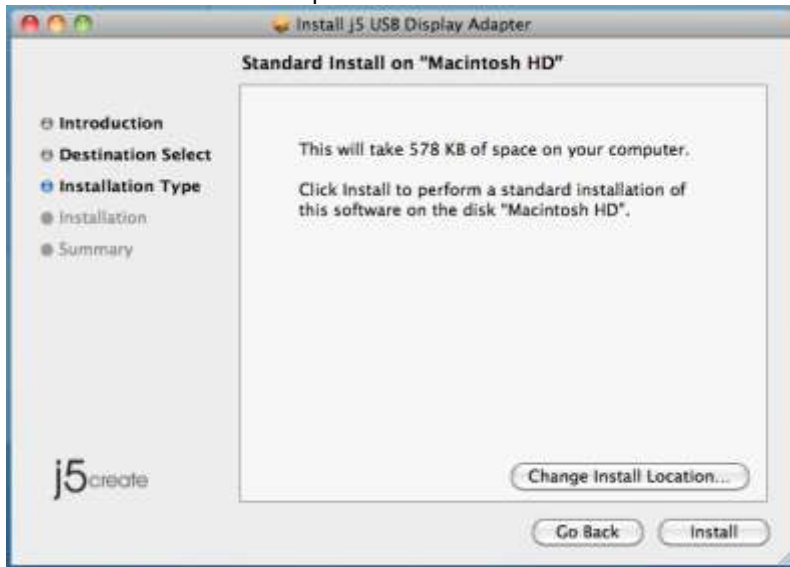 Install j5 USB Display Adapter
Standard Install on "Macintosh HD"
Introduction
Destination Select
Installation Type
Installation
Summary
This will take 578 KB of space on your computer.
Click Install to perform a standard installation of
this software on the disk "Macintosh HD".
j5create
Change Install Location...
Go Back
Install